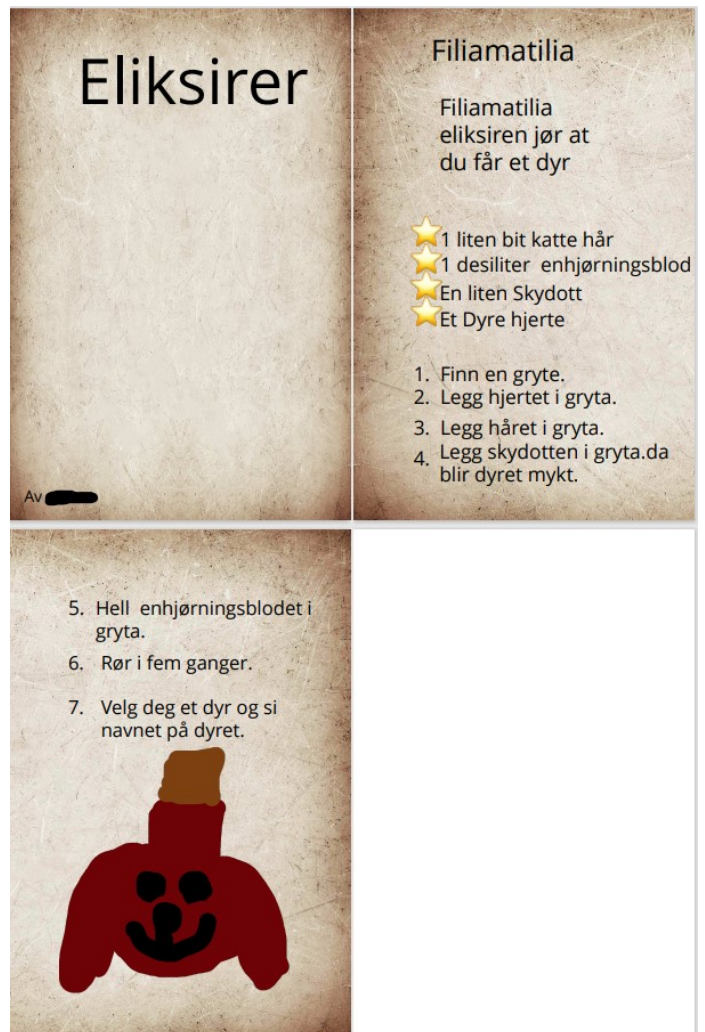 Eliksirer
Av
Filiamatilia
Filiamatilia
eliksiren jør at
du får et dyr
1 liten bit katte hår
1 desiliter enhjørningsblod
En liten Skydott
Et Dyre hjerte
1. Finn en gryte.
2. Legg hjertet i gryta.
3. Legg håret i gryta.
4. Legg skydotten i gryta.da
blir dyret mykt.
5. Hell enhjørningsblodet i
gryta.
6. Rør i fem ganger.
7. Velg deg et dyr og si
navnet på dyret.